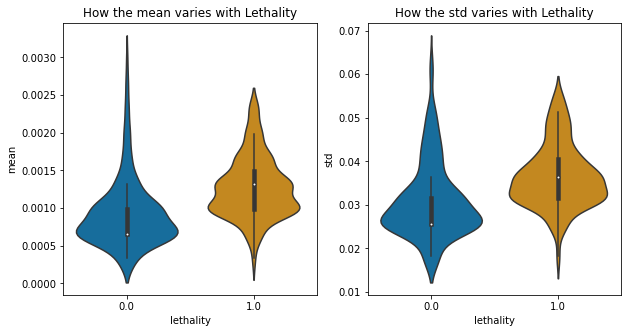 How the mean varies with Lethality
mean
0.0030
0.0025
0.0020
0.0015
0.0010
0.0005
0.0000
0.0 1.0
lethality
How the std varies with Lethality
std
0.07
0.06
0.05
0.04
0.03
0.02
0.01
0.0 1.0
lethality